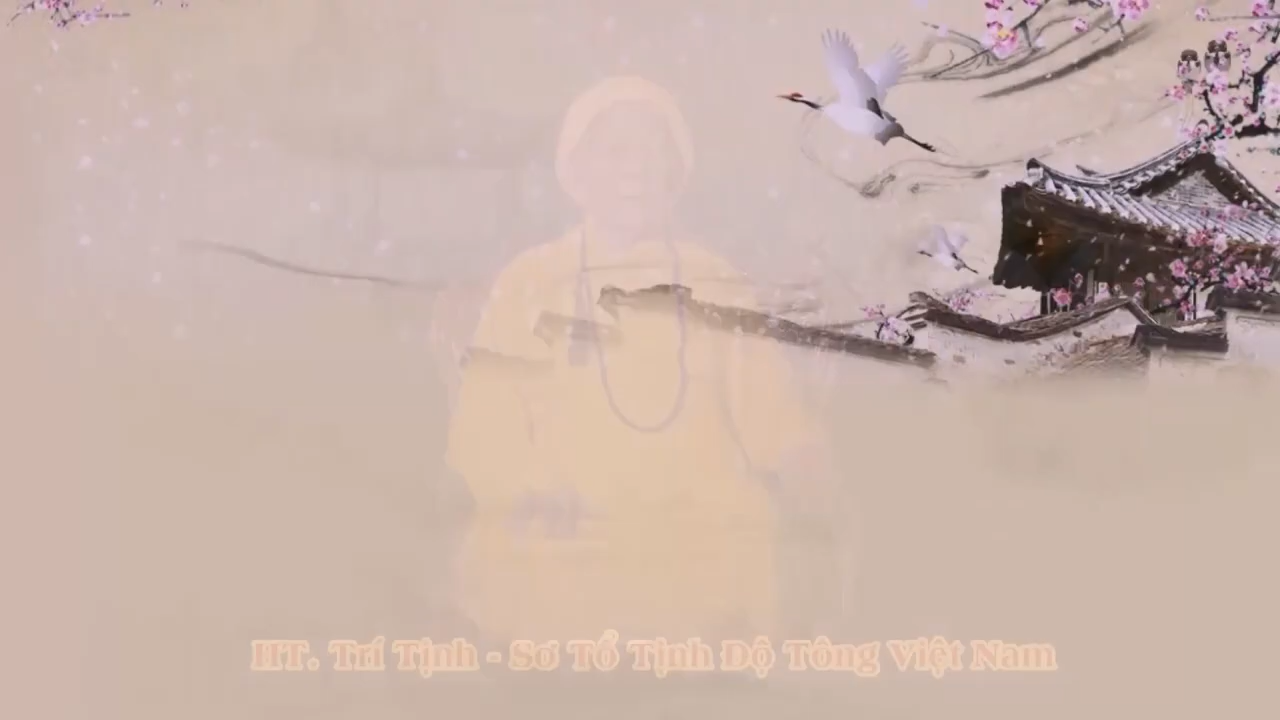 HT. Trí Tịnh - Sơ Tổ Tịnh Độ Tông Việt Nam